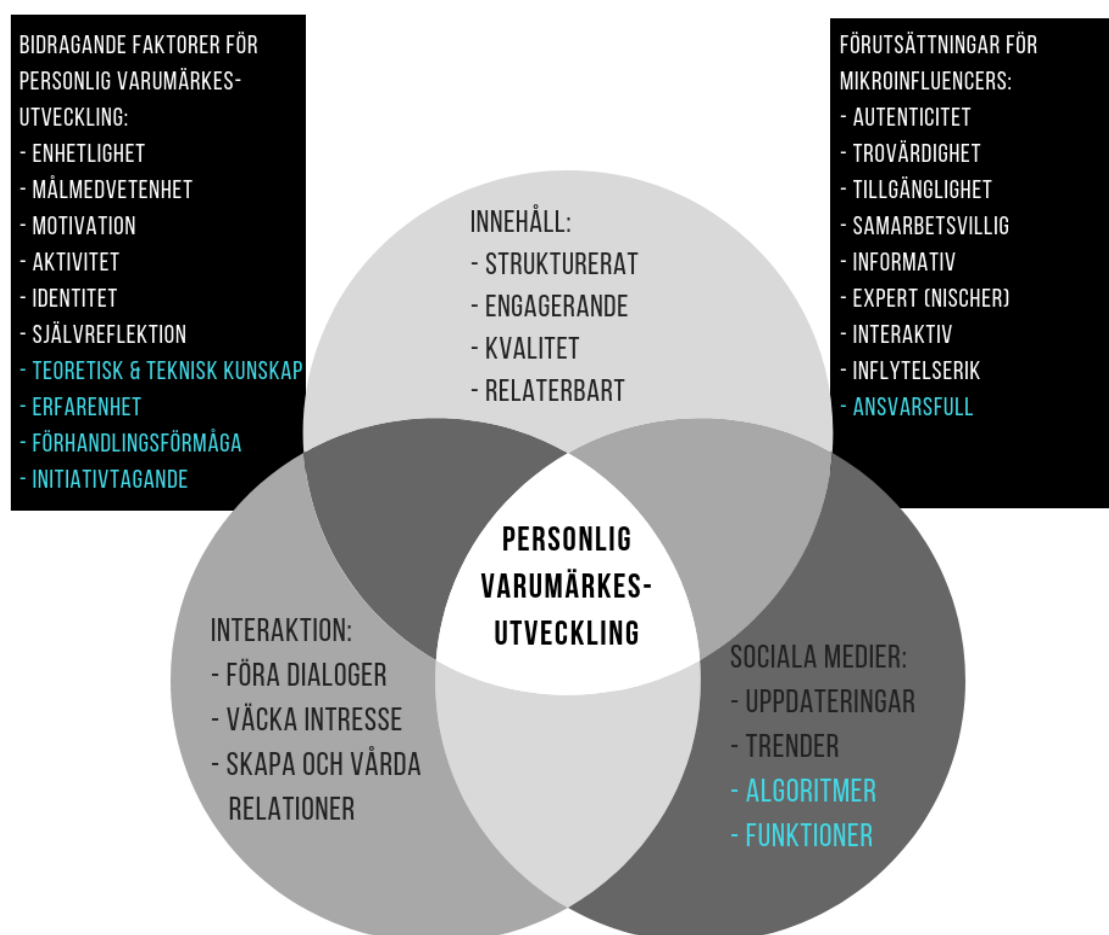 BIDRAGANDE FAKTORER FÖR
PERSONLIG VARUMÄRKES-
UTVECKLING:
- ENHETLIGHET
- MÅLMEDVETENHET
- MOTIVATION
- AKTIVITET
- IDENTITET
- SJÄLVREFLEKTION
- TEORETISK & TEKNISK KUNSKAP
- ERFARENHET
- FÖRHANDLINGSFÖRMÅGA
- INITIATIVTAGANDE
FÖRUTSÄTTNINGAR FÖR
MIKROINFLUENCERS:
- AUTENTICITET
- TROVÄRDIGHET
- TILLGÄNGLIGHET
- SAMARBETSVILLIG
- INFORMATIV
- EXPERT (NISCHER)
- INTERAKTIV
- INFLYTELSERIK
- ANSVARSFULL
INNEHÅLL:
- STRUKTURERAT
- ENGAGERANDE
- KVALITET
- RELATERBART
PERSONLIG
VARUMÄRKES-
UTVECKLING
INTERAKTION:
- FÖRA DIALOGER
- VÄCKA INTRESSE
- SKAPA OCH VÅRDA
RELATIONER
SOCIALA MEDIER:
- UPPDATERINGAR
- TRENDER
- ALGORITMER
- FUNKTIONER